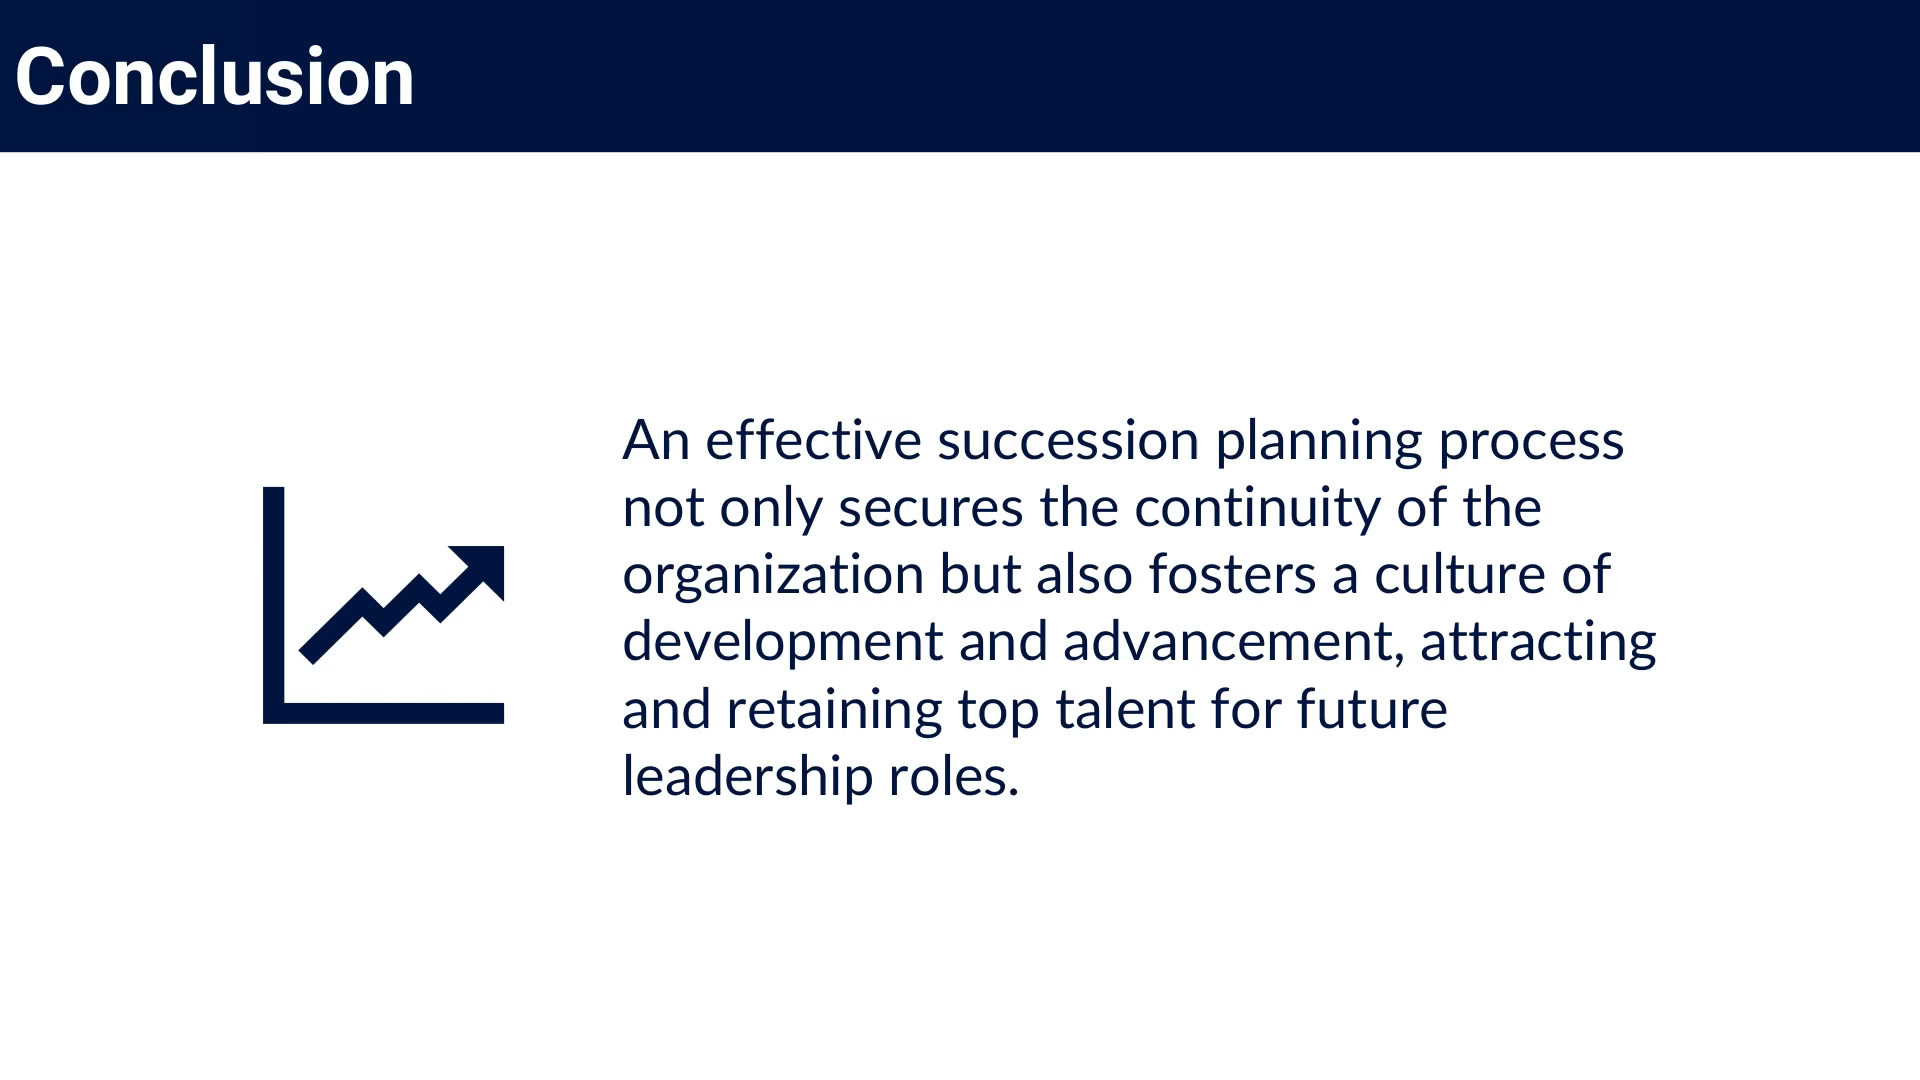 Conclusion
An effective succession planning process
not only secures the continuity of the
organization but also fosters a culture of
development and advancement, attracting
and retaining top talent for future
leadership roles.